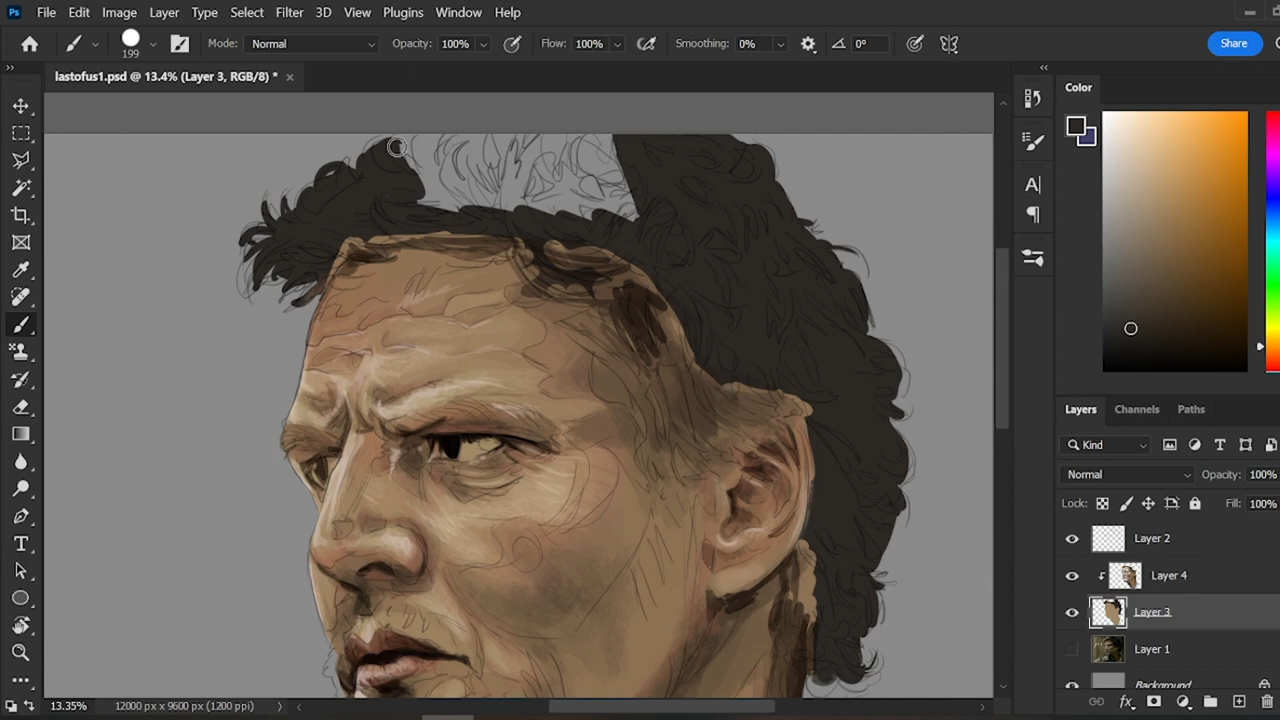 Ps File Edit Image Layer Type Select Filter 3D View Plugins Window Help
199 Mode: Normal Opacity: 100% Flow: 100% Smoothing: 0% 0° Share
lastofus1.psd @ 13.4% (Layer 3, RGB/8) * ×
Color
Layers Channels Paths
Kind
Normal Opacity: 100%
Lock: Fill: 100%
Layer 2
Layer 4
Layer 3
Layer 1
Background
13.35% 12000 px x 9600 px (1200 ppi)